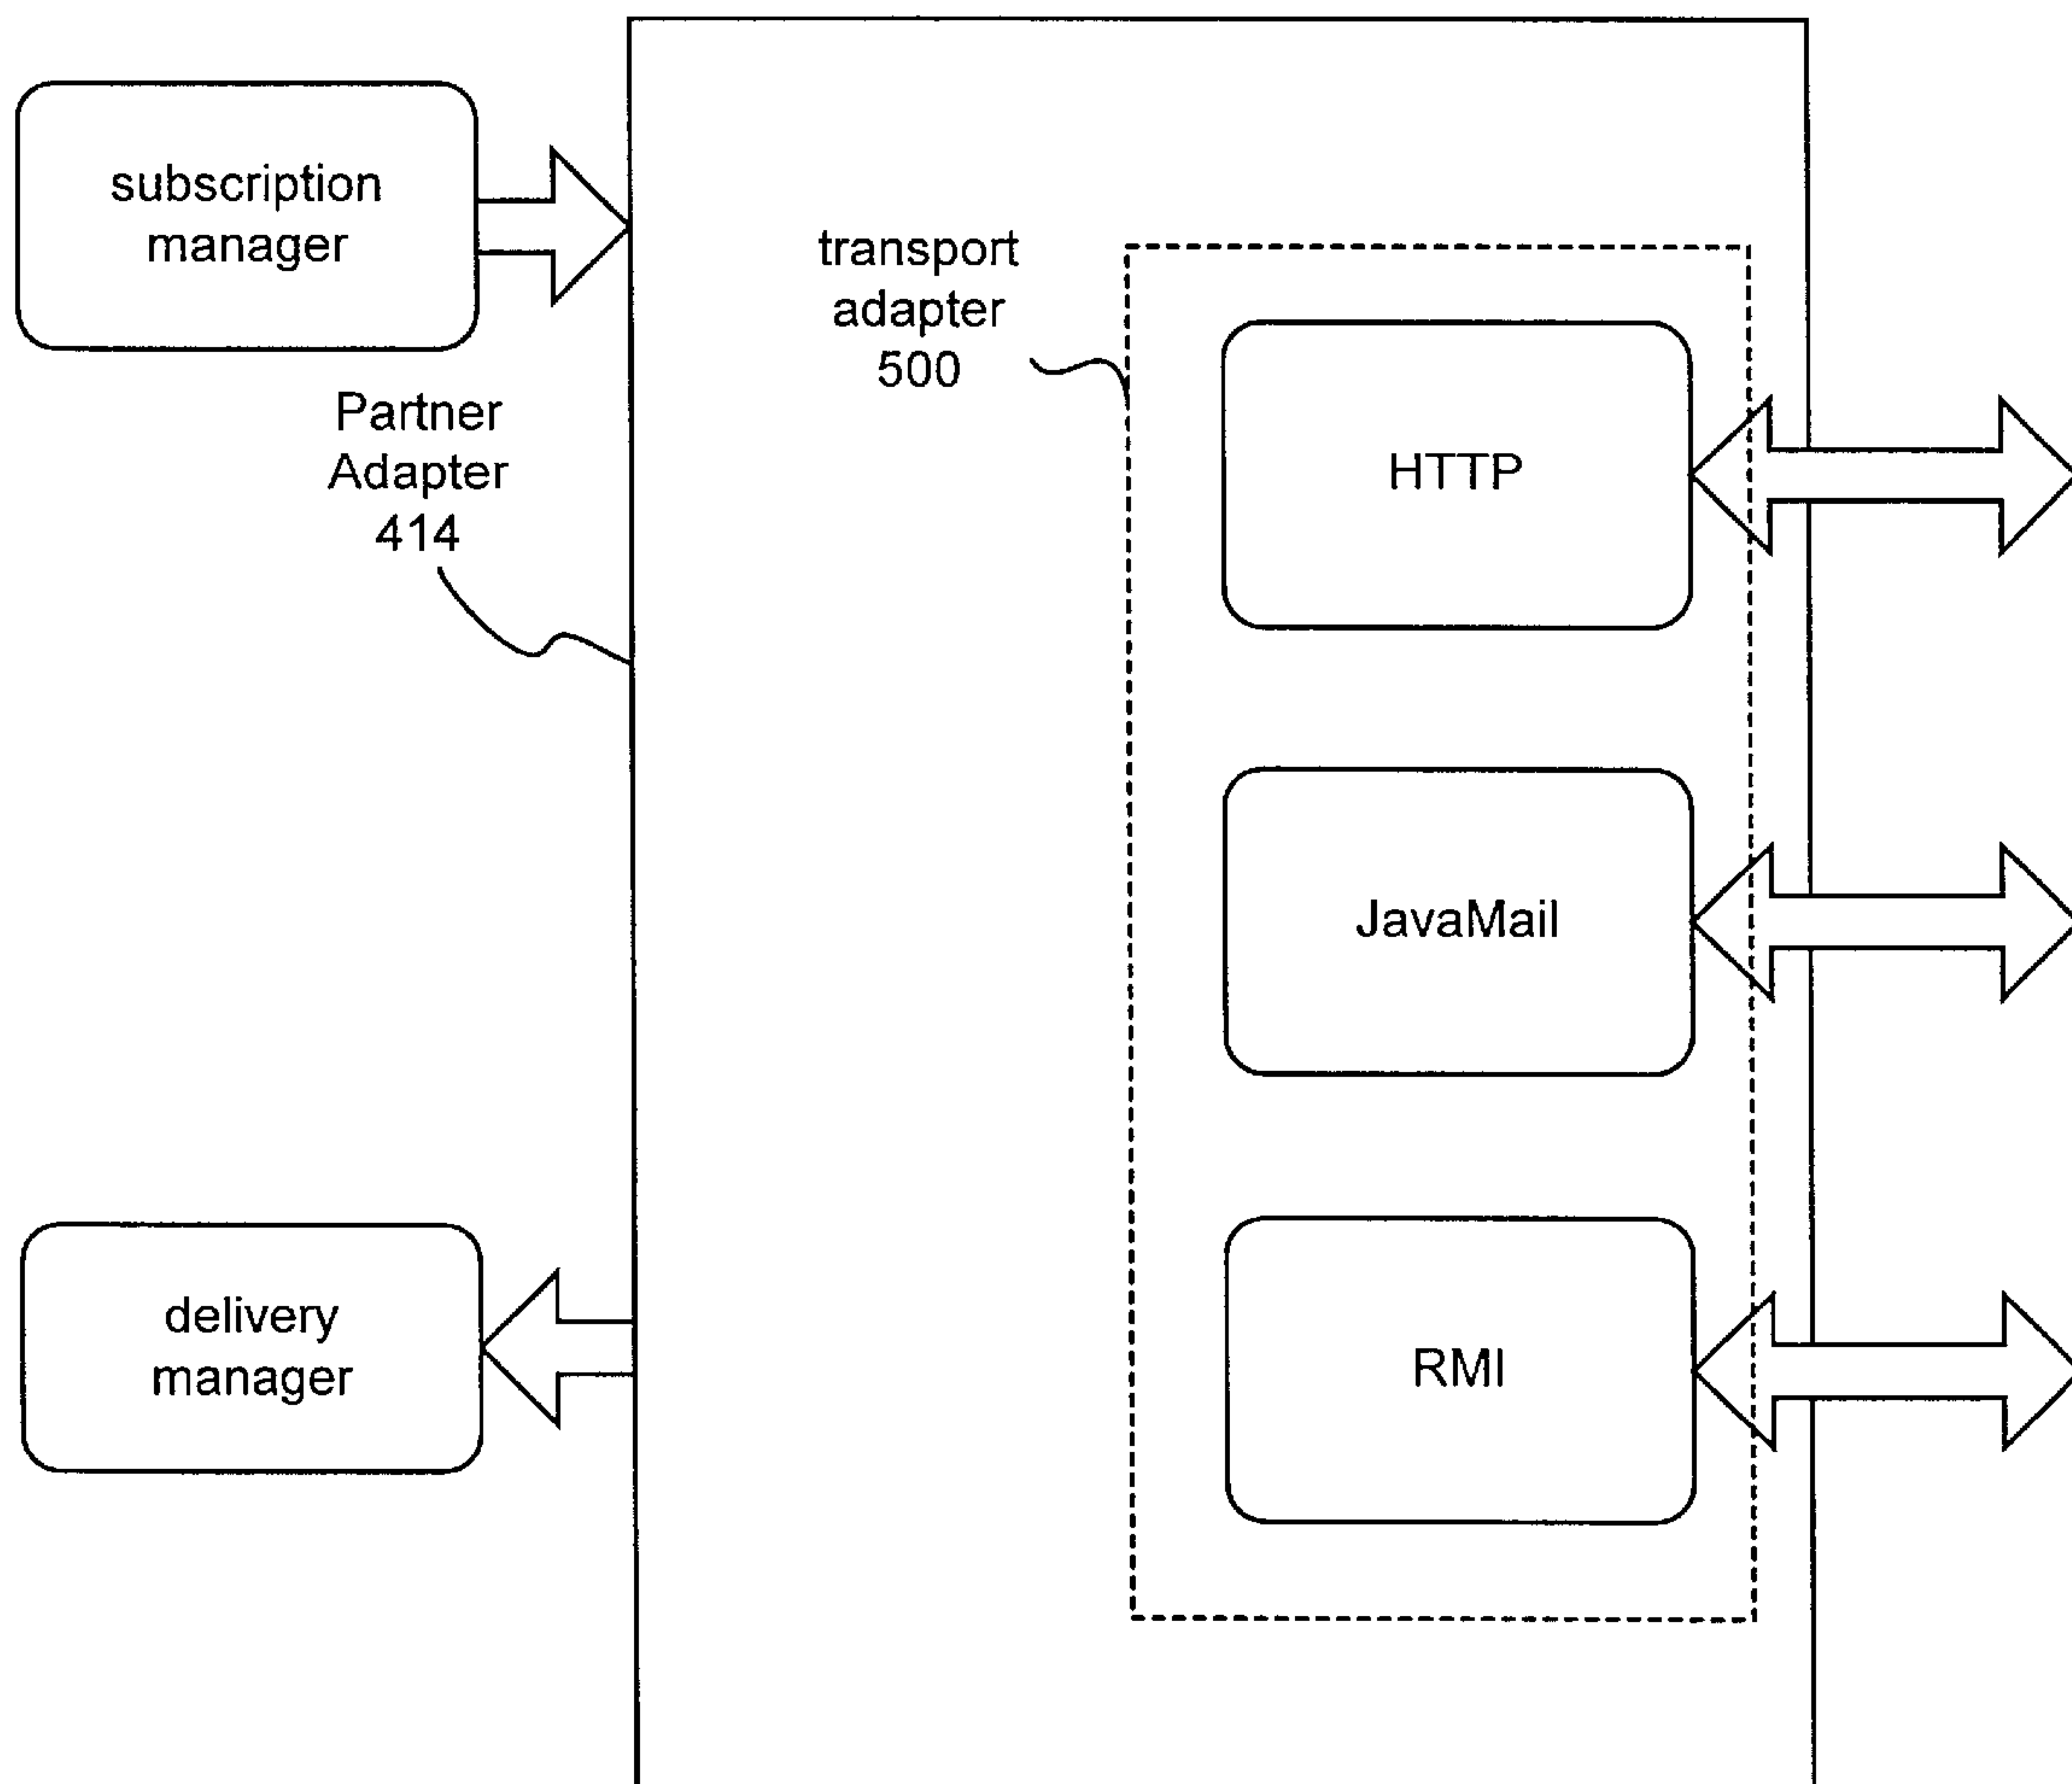 subscription
manager
transport
adapter
500
Partner
Adapter
414
HTTP
JavaMail
RMI
delivery
manager